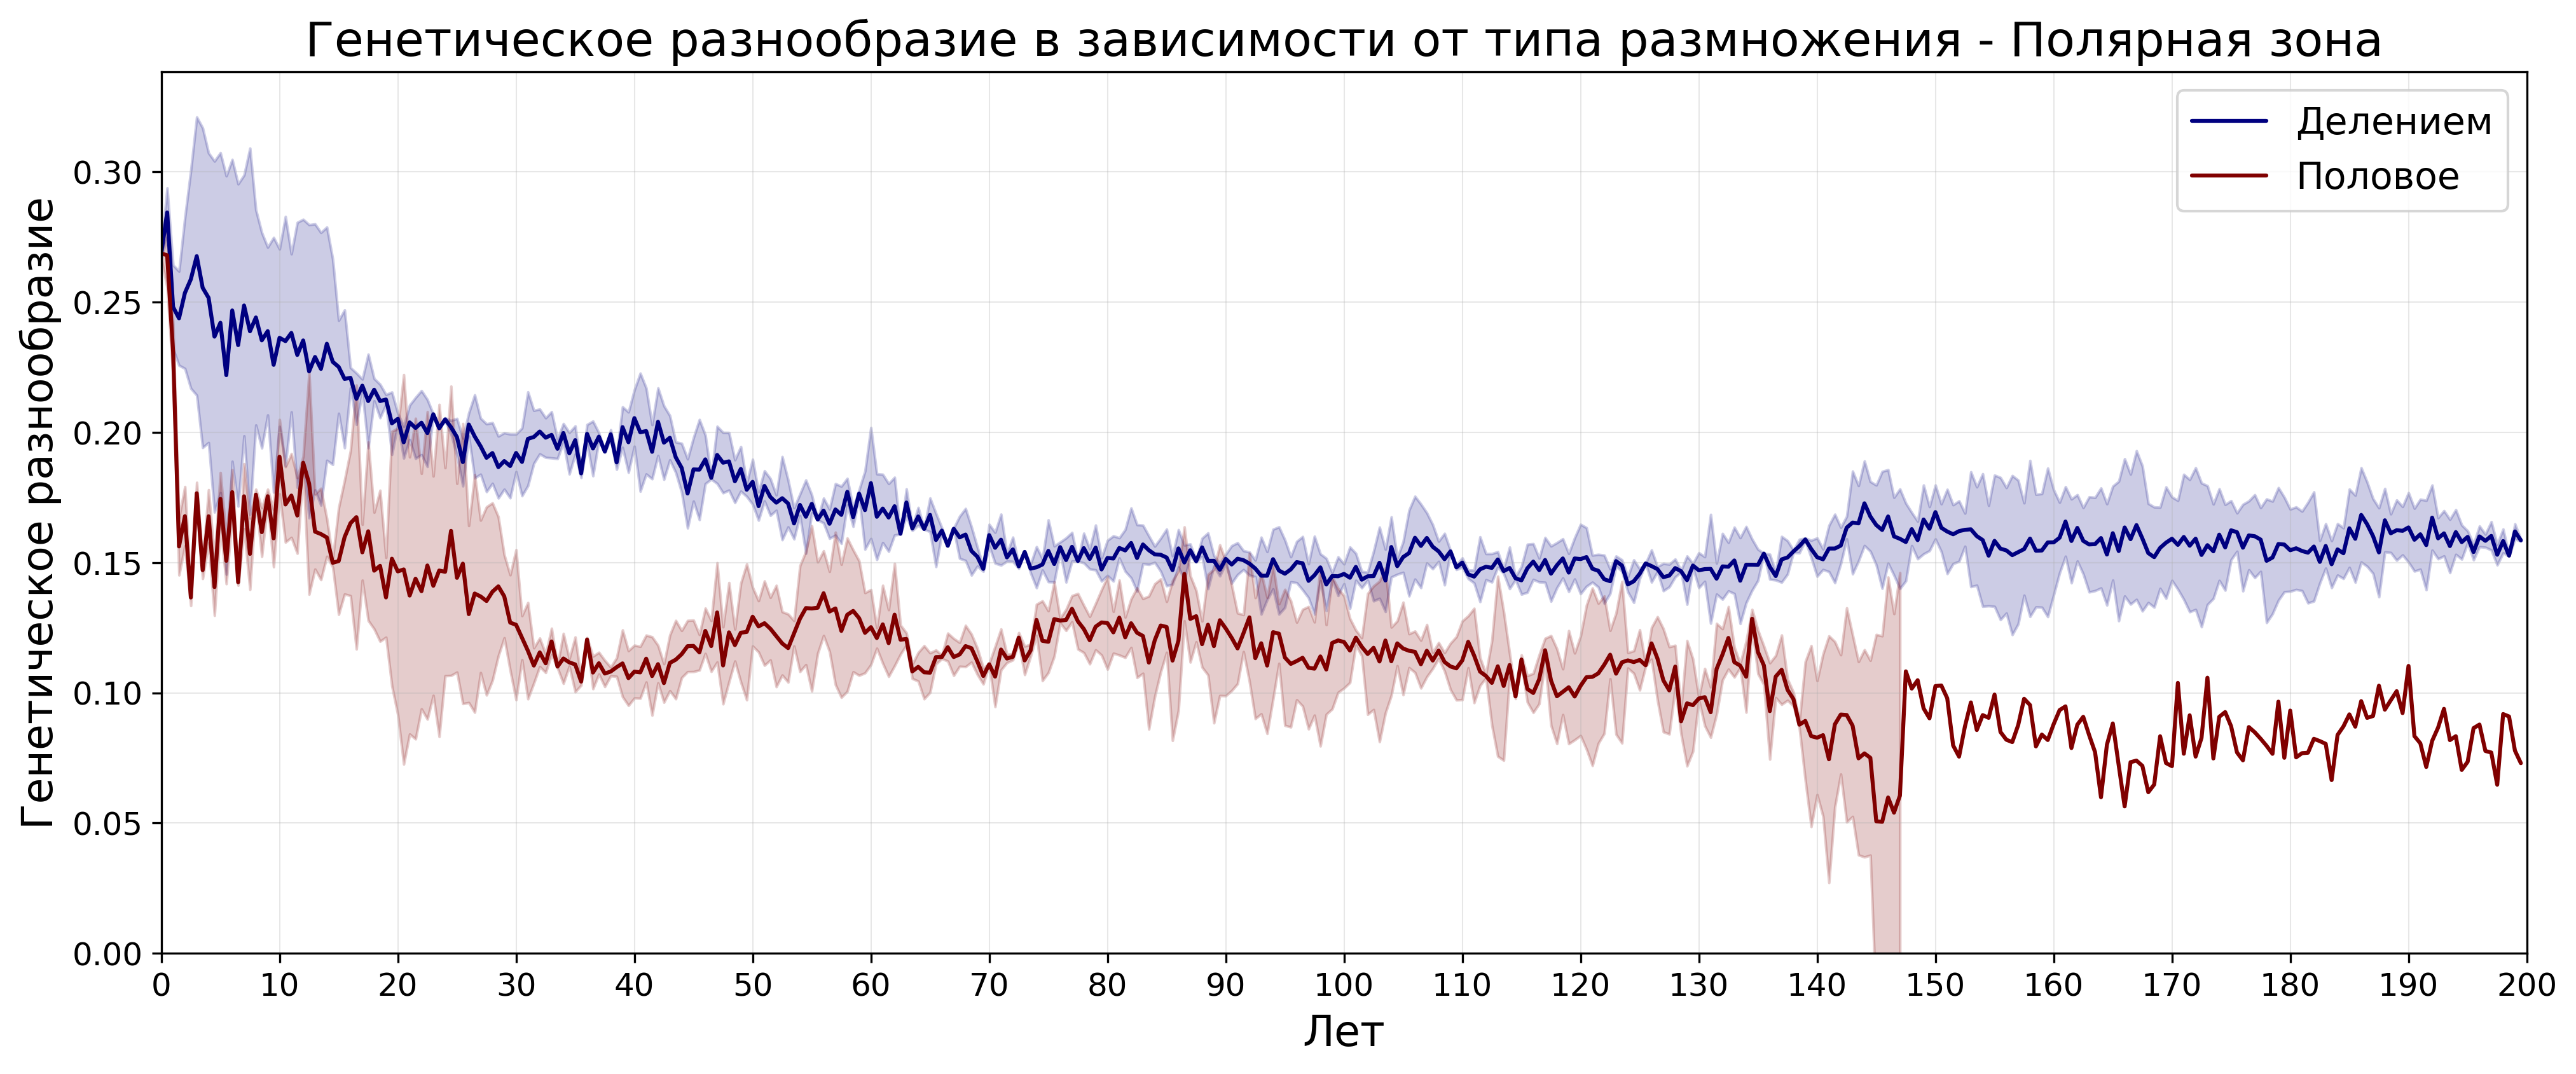 Генетическое разнообразие в зависимости от типа размножения - Полярная зона
Делением
Половое
Генетическое разнообразие
0.30
0.25
0.20
0.15
0.10
0.05
0.00
0 10 20 30 40 50 60 70 80 90 100 110 120 130 140 150 160 170 180 190 200
Лет